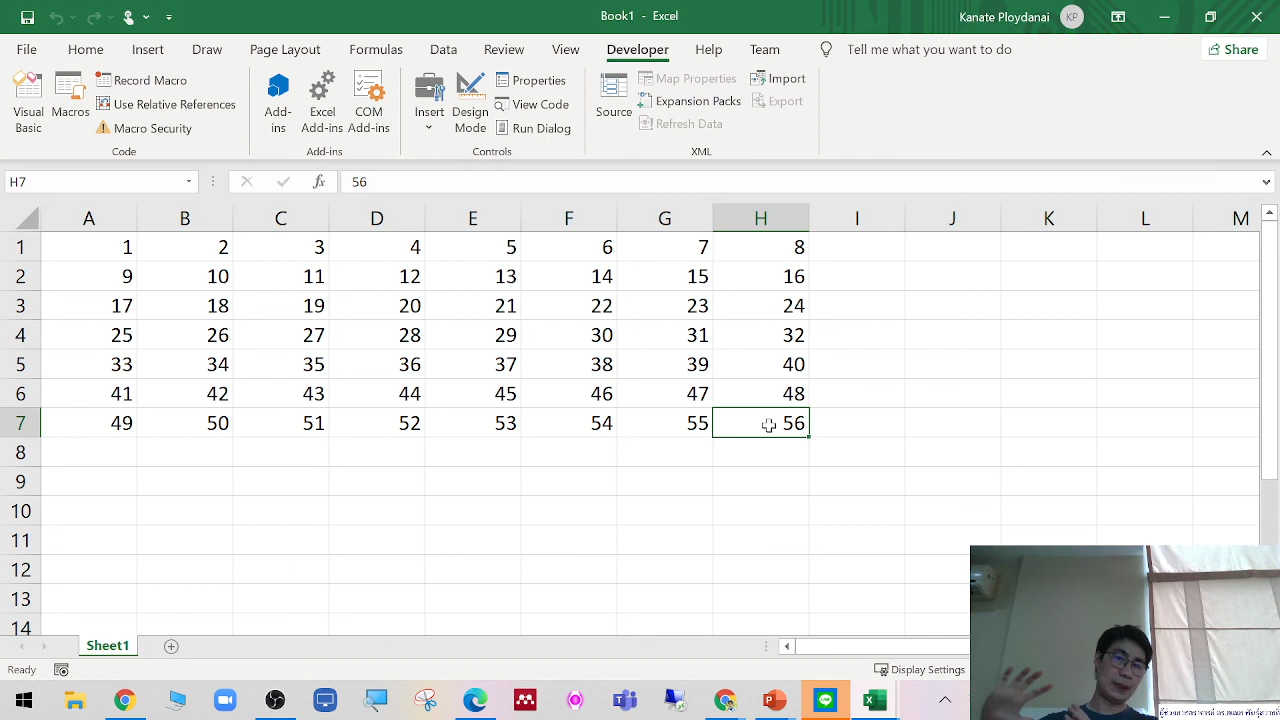 Book1 - Excel
Kanate Ploydanai KP
File Home Insert Draw Page Layout Formulas Data Review View Developer Help Team Tell me what you want to do Share
Visual Basic
Macros
Record Macro
Use Relative References
Macro Security
Code
Add-ins
Excel Add-ins
COM Add-ins
Add-ins
Insert
Design Mode
Properties
View Code
Run Dialog
Controls
Source
Map Properties
Expansion Packs
Refresh Data
Import
Export
XML
H7 fx 56
A B C D E F G H I J K L M
1 1 2 3 4 5 6 7 8
2 9 10 11 12 13 14 15 16
3 17 18 19 20 21 22 23 24
4 25 26 27 28 29 30 31 32
5 33 34 35 36 37 38 39 40
6 41 42 43 44 45 46 47 48
7 49 50 51 52 53 54 55 56
8
9
10
11
12
13
14
Sheet1
Ready Display Settings